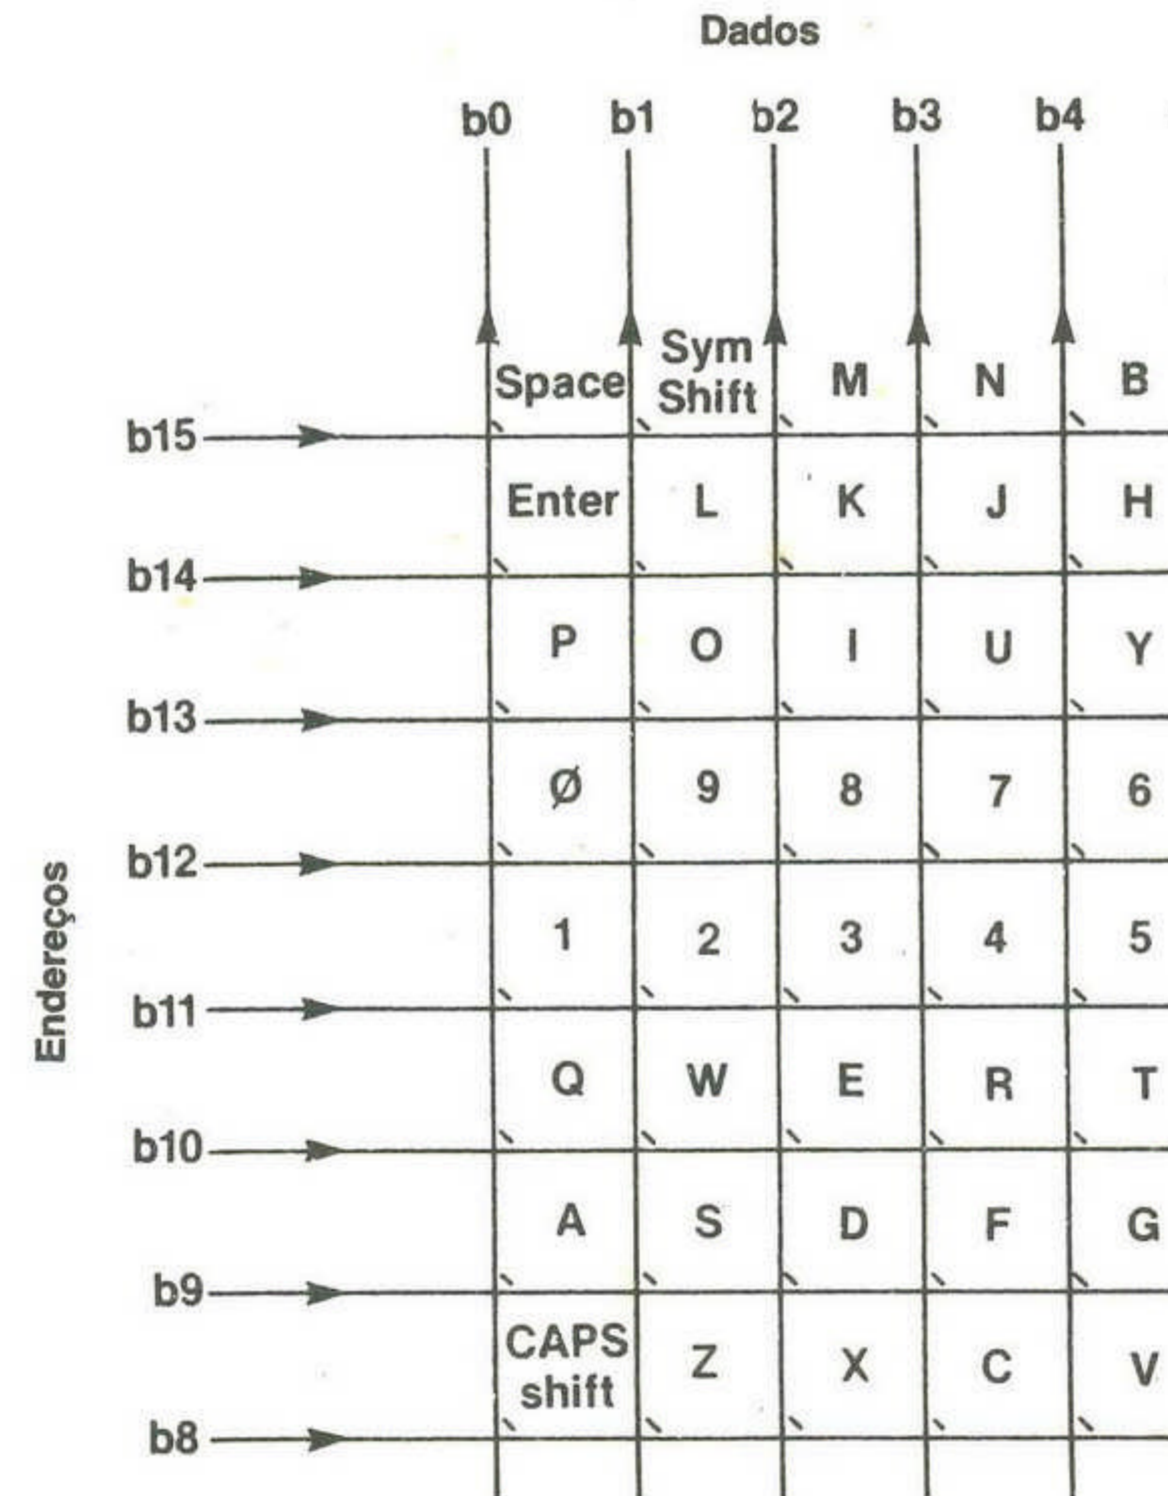 Dados
b0 b1 b2 b3 b4
Space Sym Shift M N B
b15
Enter L K J H
b14
P O I U Y
b13
Ø 9 8 7 6
b12
1 2 3 4 5
b11
Q W E R T
b10
A S D F G
b9
CAPS shift Z X C V
b8
Endereços